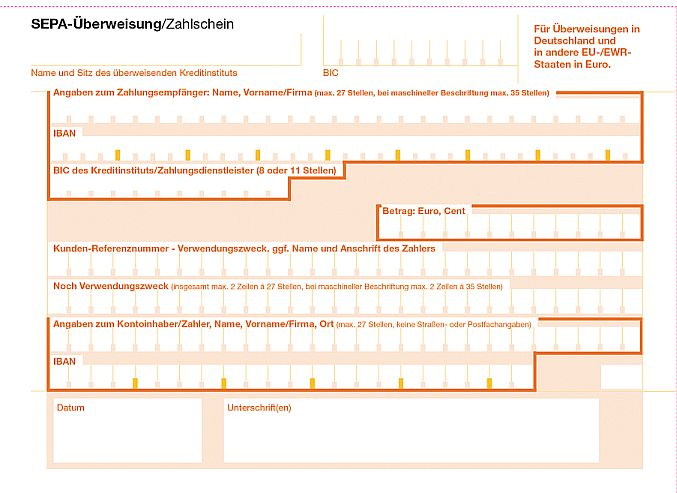 SEPA-Überweisung/Zahlschein
Für Überweisungen in
Deutschland und
in andere EU-/EWR-
Staaten in Euro.
Name und Sitz des überweisenden Kreditinstituts
BIC
Angaben zum Zahlungsempfänger: Name, Vorname/Firma (max. 27 Stellen, bei maschineller Beschriftung max. 35 Stellen)
IBAN
BIC des Kreditinstituts/Zahlungsdienstleister (8 oder 11 Stellen)
Betrag: Euro, Cent
Kunden-Referenznummer - Verwendungszweck. ggf. Name und Anschrift des Zahlers
Noch Verwendungszweck (insgesamt max. 2 Zeilen à 27 Stellen, bei maschineller Beschriftung max. 2 Zeilen à 35 Stellen)
Angaben zum Kontoinhaber/Zahler, Name, Vorname/Firma, Ort (max. 27 Stellen, keine Straßen- oder Postfachangaben)
IBAN
Datum
Unterschrift(en)